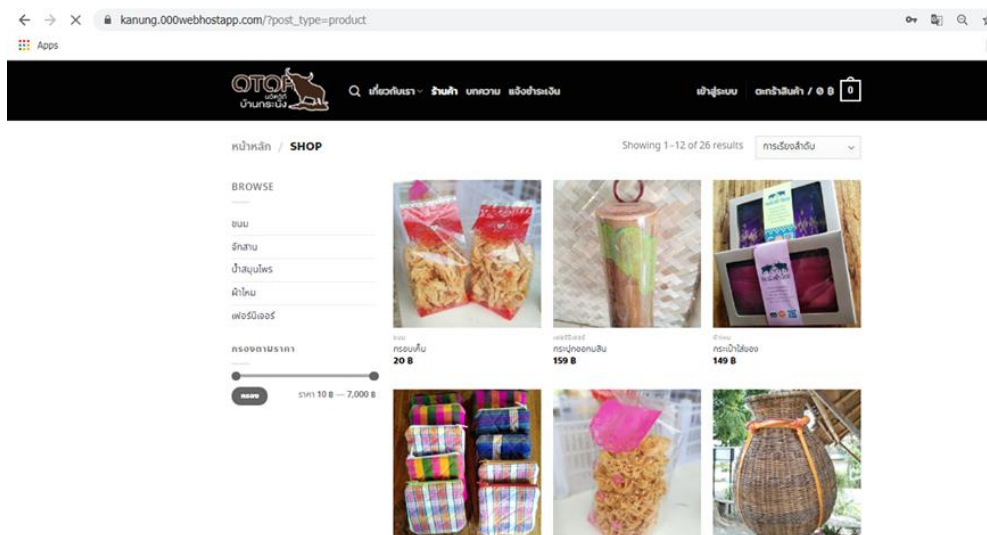 kanung.000webhostapp.com/?post_type=product
Apps
OTOP
บ้านกระนัง
เกี่ยวกับเรา ร้านค้า บทความ แจ้งชำระเงิน
เข้าสู่ระบบ ตะกร้าสินค้า / 0 ฿ 0
หน้าหลัก / SHOP
Showing 1–12 of 26 results
การเรียงลำดับ
BROWSE
ขนม
จักสาน
น้ำสมุนไพร
ผ้าไหม
เฟอร์นิเจอร์
กรองตามราคา
กรอง
ราคา 10 ฿ — 7,000 ฿
ขนม
กรอบเค็ม
20 ฿
เฟอร์นิเจอร์
กระปุกออมสิน
159 ฿
ผ้าไหม
กระเป๋าใส่ของ
149 ฿